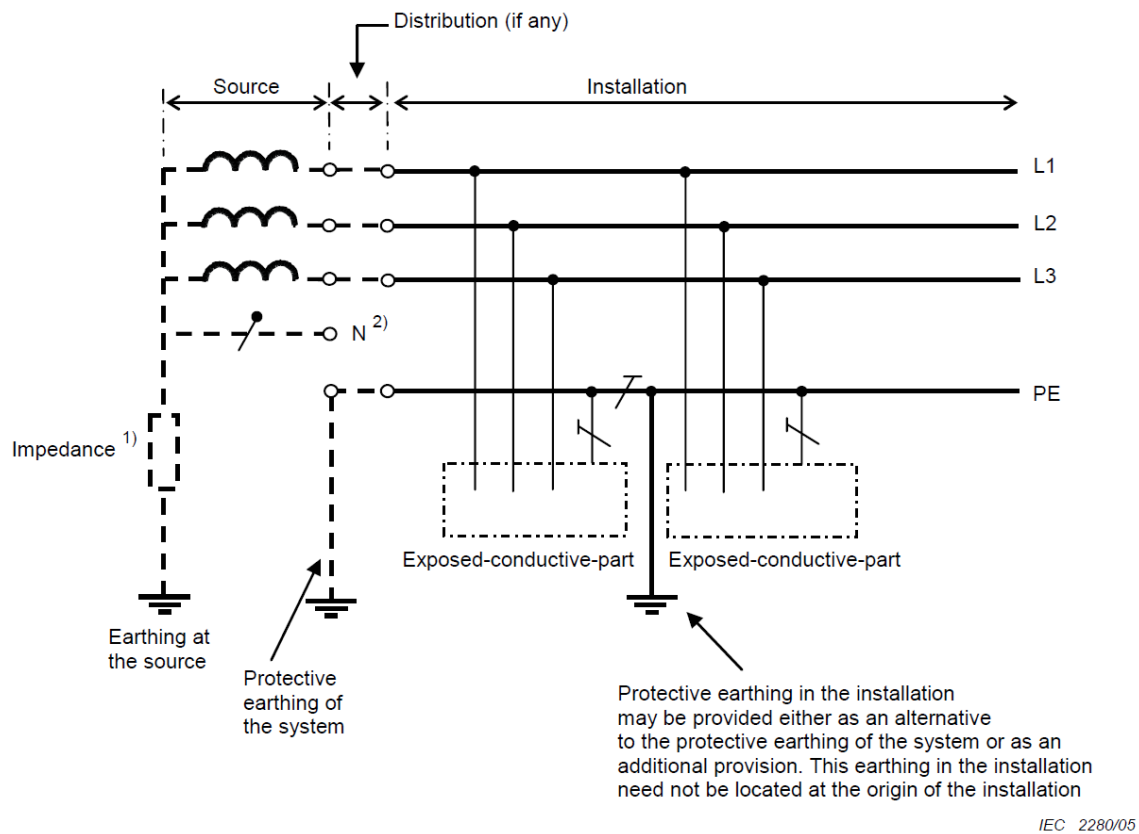 Distribution (if any)
Source
Installation
L1
L2
L3
N 2)
PE
Impedance 1)
Exposed-conductive-part
Exposed-conductive-part
Earthing at
the source
Protective
earthing of
the system
Protective earthing in the installation
may be provided either as an alternative
to the protective earthing of the system or as an
additional provision. This earthing in the installation
need not be located at the origin of the installation
IEC 2280/05